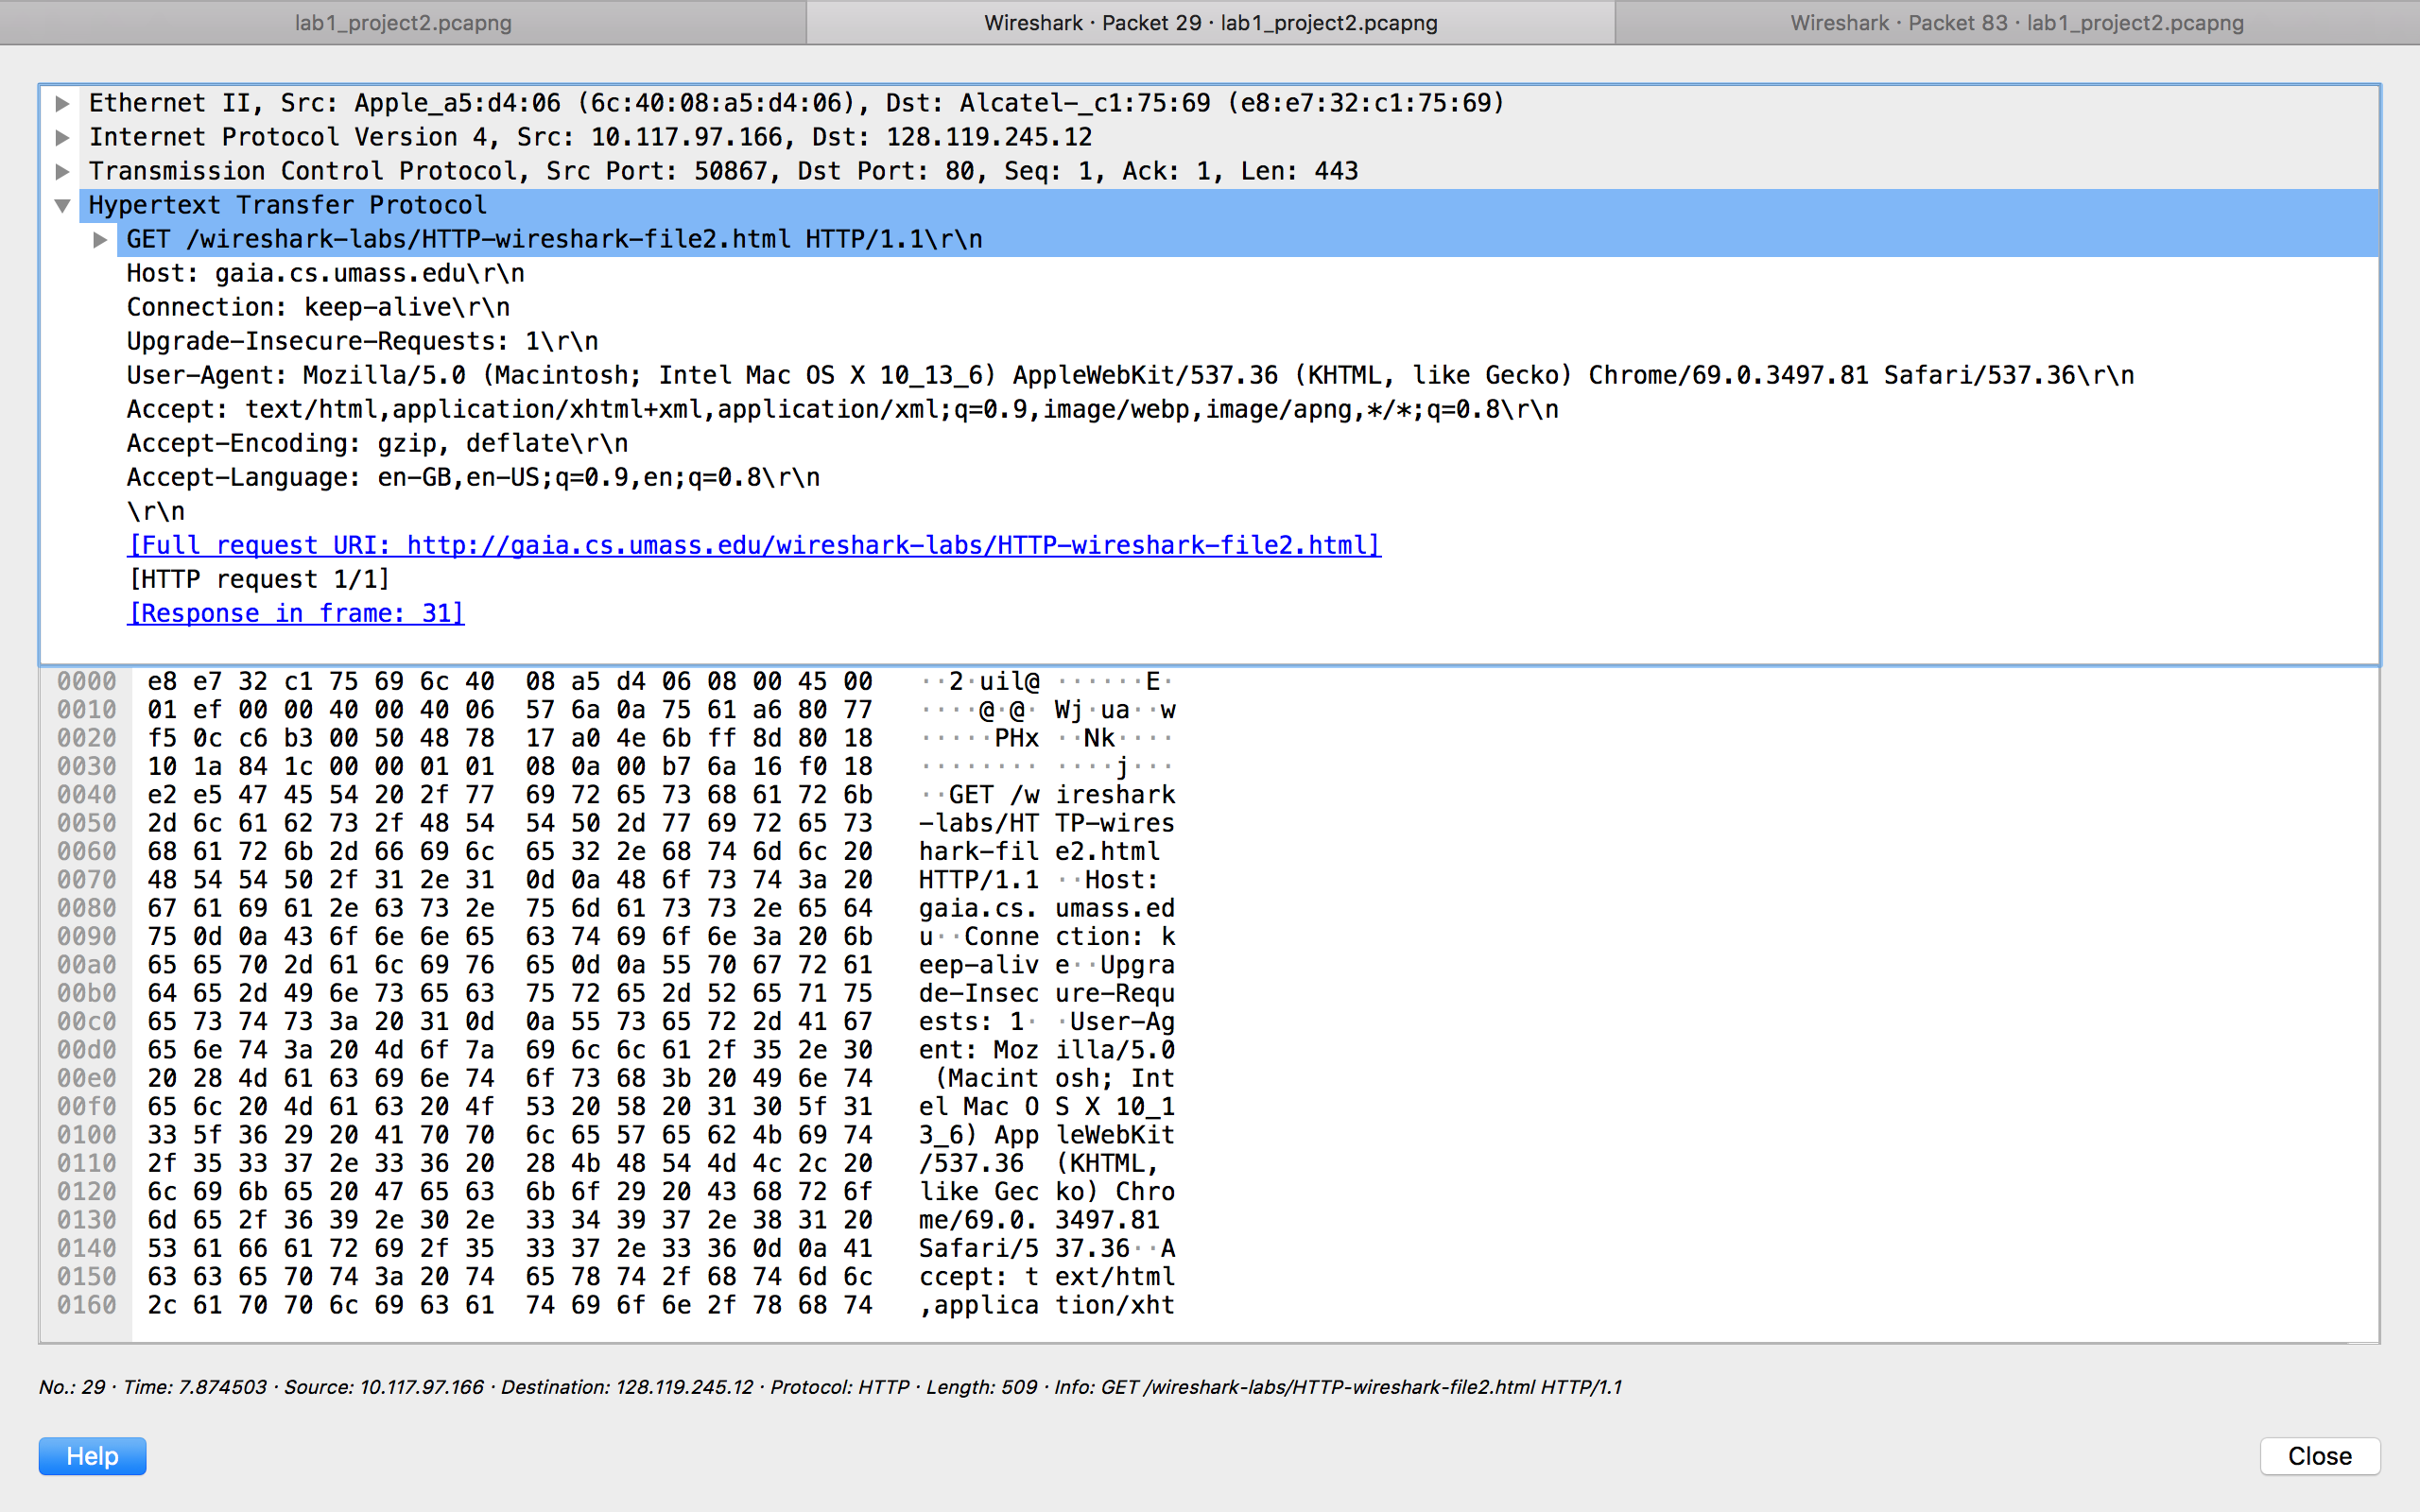 lab1_project2.pcapng
Wireshark · Packet 29 · lab1_project2.pcapng
Wireshark · Packet 83 · lab1_project2.pcapng
Ethernet II, Src: Apple_a5:d4:06 (6c:40:08:a5:d4:06), Dst: Alcatel-_c1:75:69 (e8:e7:32:c1:75:69)
Internet Protocol Version 4, Src: 10.117.97.166, Dst: 128.119.245.12
Transmission Control Protocol, Src Port: 50867, Dst Port: 80, Seq: 1, Ack: 1, Len: 443
Hypertext Transfer Protocol
GET /wireshark-labs/HTTP-wireshark-file2.html HTTP/1.1\r\n
Host: gaia.cs.umass.edu\r\n
Connection: keep-alive\r\n
Upgrade-Insecure-Requests: 1\r\n
User-Agent: Mozilla/5.0 (Macintosh; Intel Mac OS X 10_13_6) AppleWebKit/537.36 (KHTML, like Gecko) Chrome/69.0.3497.81 Safari/537.36\r\n
Accept: text/html,application/xhtml+xml,application/xml;q=0.9,image/webp,image/apng,*/*;q=0.8\r\n
Accept-Encoding: gzip, deflate\r\n
Accept-Language: en-GB,en-US;q=0.9,en;q=0.8\r\n
\r\n
[Full request URI: http://gaia.cs.umass.edu/wireshark-labs/HTTP-wireshark-file2.html]
[HTTP request 1/1]
[Response in frame: 31]
0000 e8 e7 32 c1 75 69 6c 40 08 a5 d4 06 08 00 45 00 ··2·uil@ ······E·
0010 01 ef 00 00 40 00 40 06 57 6a 0a 75 61 a6 80 77 ····@·@· Wj·ua··w
0020 f5 0c c6 b3 00 50 48 78 17 a0 4e 6b ff 8d 80 18 ·····PHx ··Nk····
0030 10 1a 84 1c 00 00 01 01 08 0a 00 b7 6a 16 f0 18 ········ ····j···
0040 e2 e5 47 45 54 20 2f 77 69 72 65 73 68 61 72 6b ··GET /w ireshark
0050 2d 6c 61 62 73 2f 48 54 54 50 2d 77 69 72 65 73 -labs/HT TP-wires
0060 68 61 72 6b 2d 66 69 6c 65 32 2e 68 74 6d 6c 20 hark-fil e2.html
0070 48 54 54 50 2f 31 2e 31 0d 0a 48 6f 73 74 3a 20 HTTP/1.1 ··Host:
0080 67 61 69 61 2e 63 73 2e 75 6d 61 73 73 2e 65 64 gaia.cs. umass.ed
0090 75 0d 0a 43 6f 6e 6e 65 63 74 69 6f 6e 3a 20 6b u··Conne ction: k
00a0 65 65 70 2d 61 6c 69 76 65 0d 0a 55 70 67 72 61 eep-aliv e··Upgra
00b0 64 65 2d 49 6e 73 65 63 75 72 65 2d 52 65 71 75 de-Insec ure-Requ
00c0 65 73 74 73 3a 20 31 0d 0a 55 73 65 72 2d 41 67 ests: 1· ·User-Ag
00d0 65 6e 74 3a 20 4d 6f 7a 69 6c 6c 61 2f 35 2e 30 ent: Moz illa/5.0
00e0 20 28 4d 61 63 69 6e 74 6f 73 68 3b 20 49 6e 74 (Macint osh; Int
00f0 65 6c 20 4d 61 63 20 4f 53 20 58 20 31 30 5f 31 el Mac O S X 10_1
0100 33 5f 36 29 20 41 70 70 6c 65 57 65 62 4b 69 74 3_6) App leWebKit
0110 2f 35 33 37 2e 33 36 20 28 4b 48 54 4d 4c 2c 20 /537.36 (KHTML,
0120 6c 69 6b 65 20 47 65 63 6b 6f 29 20 43 68 72 6f like Gec ko) Chro
0130 6d 65 2f 36 39 2e 30 2e 33 34 39 37 2e 38 31 20 me/69.0. 3497.81
0140 53 61 66 61 72 69 2f 35 33 37 2e 33 36 0d 0a 41 Safari/5 37.36··A
0150 63 63 65 70 74 3a 20 74 65 78 74 2f 68 74 6d 6c ccept: t ext/html
0160 2c 61 70 70 6c 69 63 61 74 69 6f 6e 2f 78 68 74 ,applica tion/xht
No.: 29 · Time: 7.874503 · Source: 10.117.97.166 · Destination: 128.119.245.12 · Protocol: HTTP · Length: 509 · Info: GET /wireshark-labs/HTTP-wireshark-file2.html HTTP/1.1
Help
Close